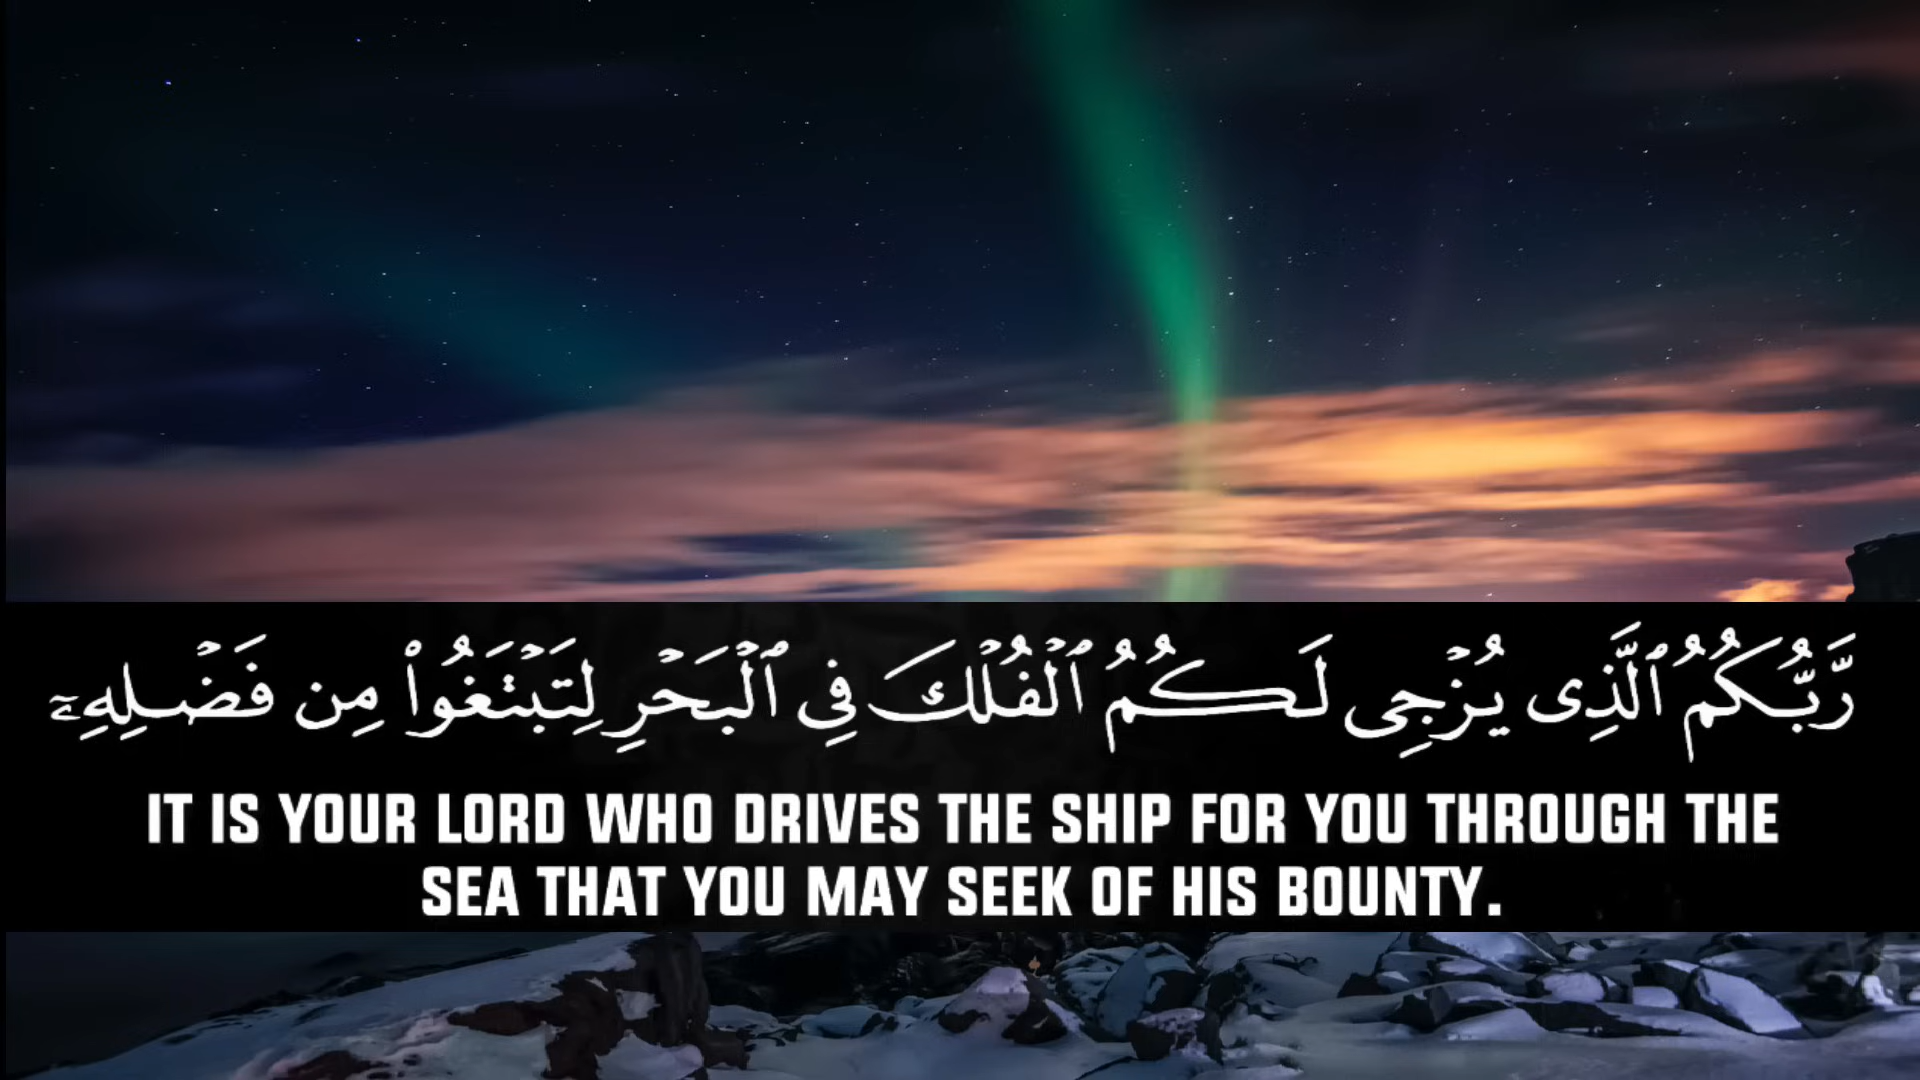 رَّبُّكُمُ ٱلَّذِى يُزْجِى لَكُمُ ٱلْفُلْكَ فِى ٱلْبَحْرِ لِتَبْتَغُوا۟ مِن فَضْلِهِۦٓ
IT IS YOUR LORD WHO DRIVES THE SHIP FOR YOU THROUGH THE
SEA THAT YOU MAY SEEK OF HIS BOUNTY.